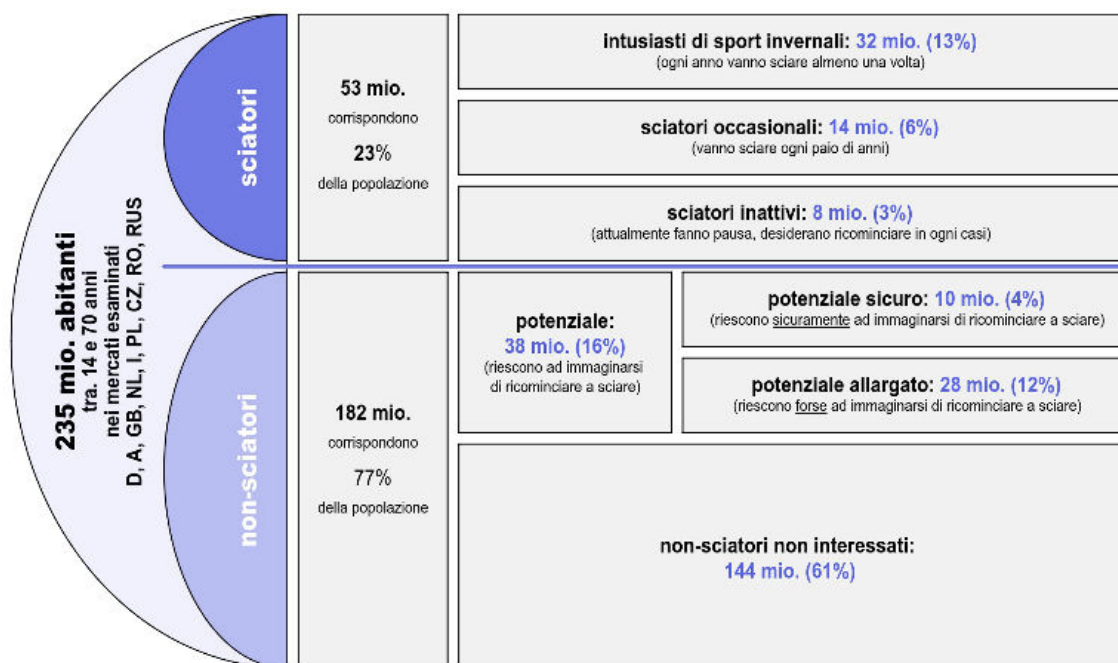 235 mio. abitanti
tra. 14 e 70 anni
nei mercati esaminati
D, A, GB, NL, I, PL, CZ, RO, RUS
sciatori
53 mio.
corrispondono
23%
della popolazione
intusiasti di sport invernali: 32 mio. (13%)
(ogni anno vanno sciare almeno una volta)
sciatori occasionali: 14 mio. (6%)
(vanno sciare ogni paio di anni)
sciatori inattivi: 8 mio. (3%)
(attualmente fanno pausa, desiderano ricominciare in ogni casi)
non-sciatori
182 mio.
corrispondono
77%
della popolazione
potenziale:
38 mio. (16%)
(riescono ad immaginarsi
di ricominciare a sciare)
potenziale sicuro: 10 mio. (4%)
(riescono sicuramente ad immaginarsi di ricominciare a sciare)
potenziale allargato: 28 mio. (12%)
(riescono forse ad immaginarsi di ricominciare a sciare)
non-sciatori non interessati:
144 mio. (61%)